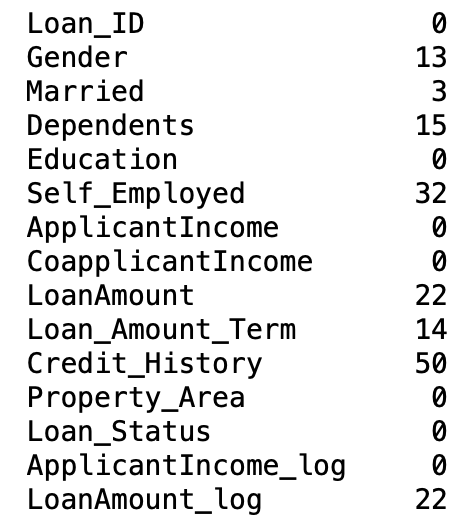 Loan_ID 0
Gender 13
Married 3
Dependents 15
Education 0
Self_Employed 32
ApplicantIncome 0
CoapplicantIncome 0
LoanAmount 22
Loan_Amount_Term 14
Credit_History 50
Property_Area 0
Loan_Status 0
ApplicantIncome_log 0
LoanAmount_log 22